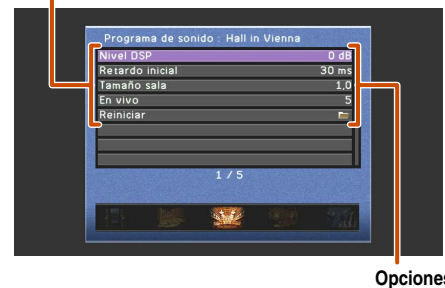 Programa de sonido : Hall in Vienna
Nivel DSP 0 dB
Retardo inicial 30 ms
Tamaño sala 1,0
En vivo 5
Reiniciar
1 / 5
Opciones